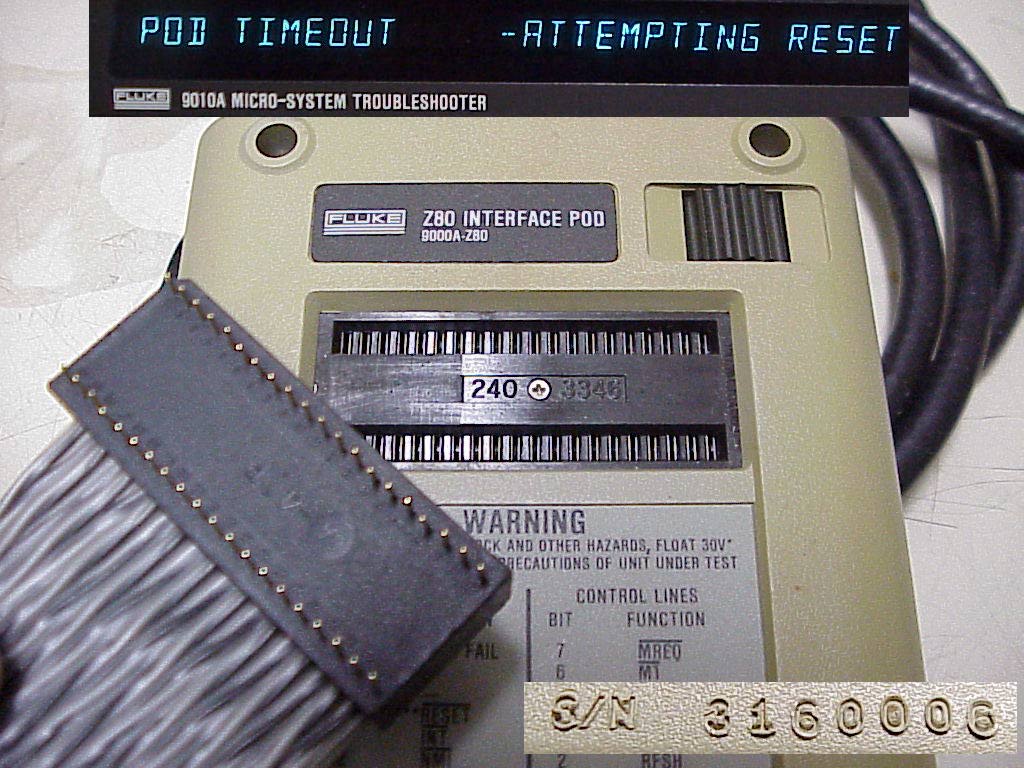 POD TIMEOUT -ATTEMPTING RESET
FLUKE 9010A MICRO-SYSTEM TROUBLESHOOTER
FLUKE Z80 INTERFACE POD
9000A-Z80
240 3346
WARNING
AND OTHER HAZARDS, FLOAT 30V*
PRECAUTIONS OF UNIT UNDER TEST
CONTROL LINES
BIT FUNCTION
FAIL 7 MREQ
6 M1
RESET
INT
NMI 2 RFSH
S/N 3160006